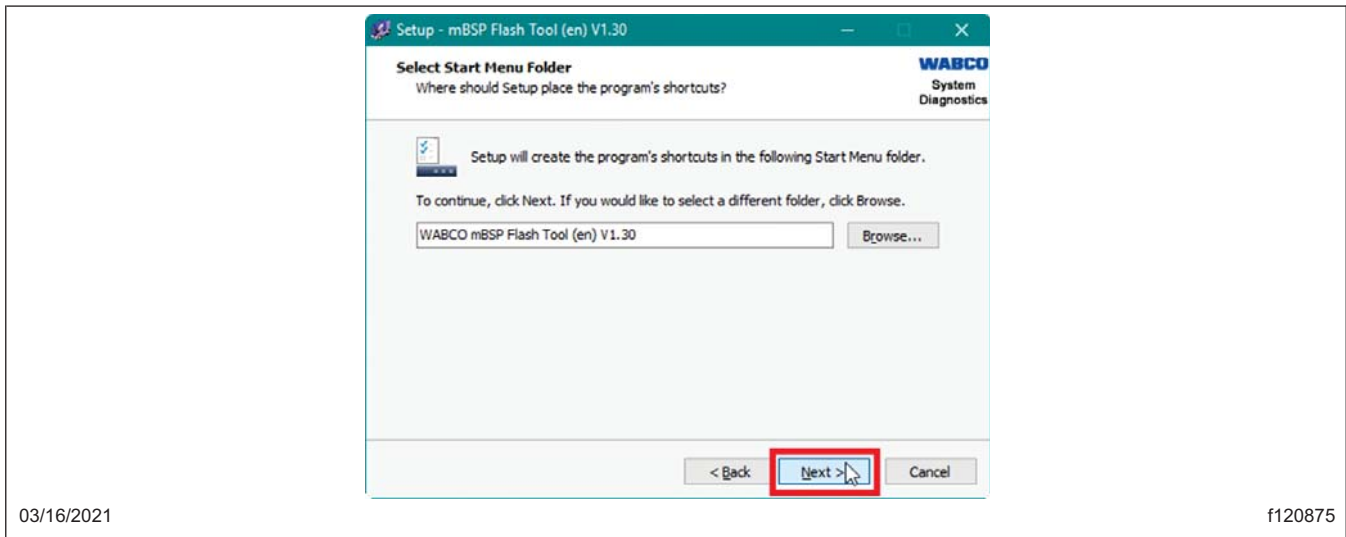 Setup - mBSP Flash Tool (en) V1.30
Select Start Menu Folder
Where should Setup place the program's shortcuts?
WABCO
System
Diagnostics
Setup will create the program's shortcuts in the following Start Menu folder.
To continue, click Next. If you would like to select a different folder, click Browse.
WABCO mBSP Flash Tool (en) V1.30
Browse...
< Back
Next >
Cancel
03/16/2021
f120875